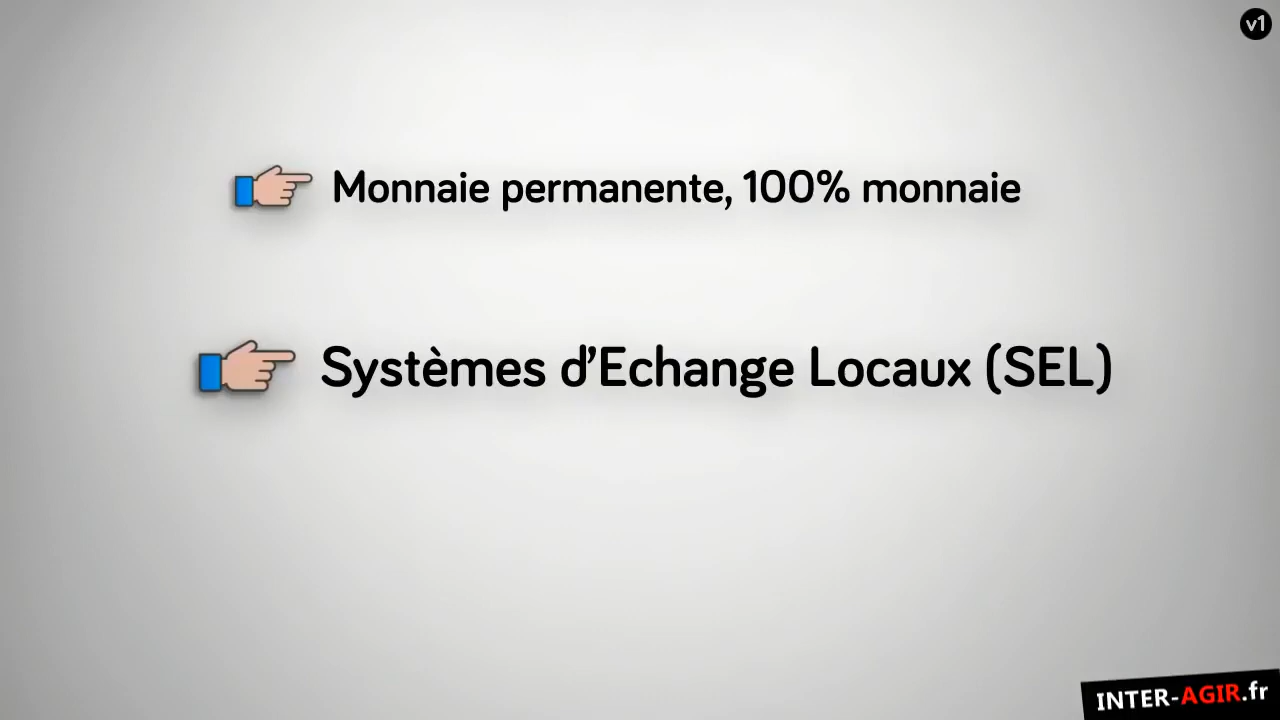 v1
Monnaie permanente, 100% monnaie
Systèmes d’Echange Locaux (SEL)
INTER-AGIR.fr